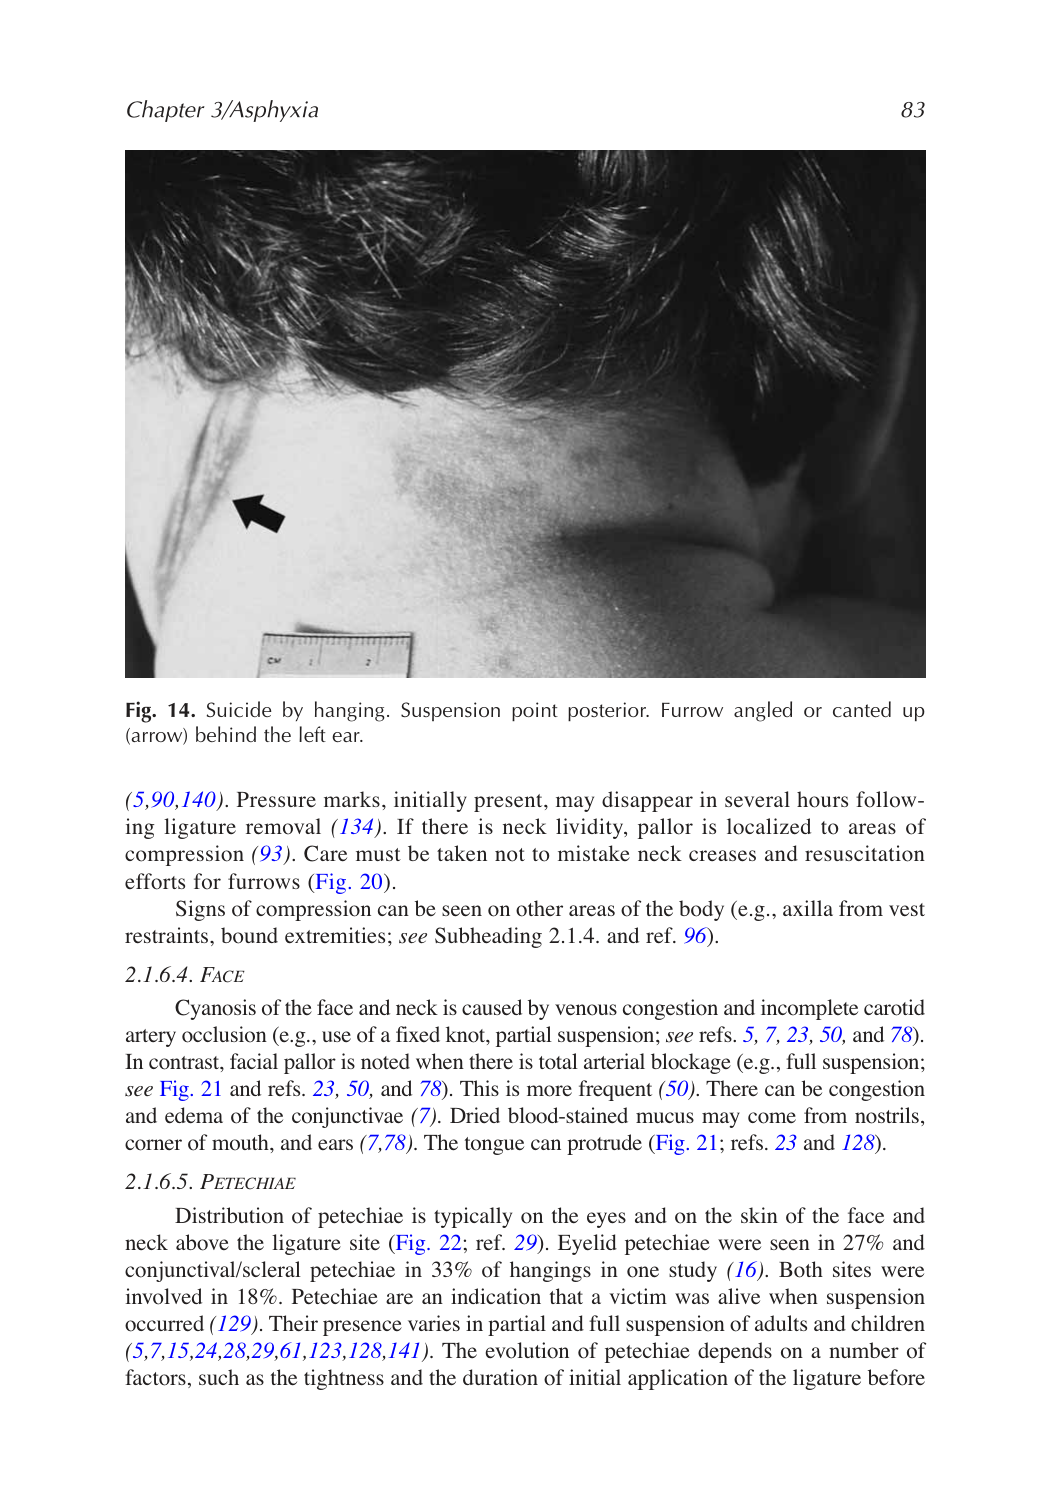 Chapter 3/Asphyxia 83
CM 1 2
Fig. 14. Suicide by hanging. Suspension point posterior. Furrow angled or canted up
(arrow) behind the left ear.
(5,90,140). Pressure marks, initially present, may disappear in several hours follow-
ing ligature removal (134). If there is neck lividity, pallor is localized to areas of
compression (93). Care must be taken not to mistake neck creases and resuscitation
efforts for furrows (Fig. 20).
Signs of compression can be seen on other areas of the body (e.g., axilla from vest
restraints, bound extremities; see Subheading 2.1.4. and ref. 96).
2.1.6.4. FACE
Cyanosis of the face and neck is caused by venous congestion and incomplete carotid
artery occlusion (e.g., use of a fixed knot, partial suspension; see refs. 5, 7, 23, 50, and 78).
In contrast, facial pallor is noted when there is total arterial blockage (e.g., full suspension;
see Fig. 21 and refs. 23, 50, and 78). This is more frequent (50). There can be congestion
and edema of the conjunctivae (7). Dried blood-stained mucus may come from nostrils,
corner of mouth, and ears (7,78). The tongue can protrude (Fig. 21; refs. 23 and 128).
2.1.6.5. PETECHIAE
Distribution of petechiae is typically on the eyes and on the skin of the face and
neck above the ligature site (Fig. 22; ref. 29). Eyelid petechiae were seen in 27% and
conjunctival/scleral petechiae in 33% of hangings in one study (16). Both sites were
involved in 18%. Petechiae are an indication that a victim was alive when suspension
occurred (129). Their presence varies in partial and full suspension of adults and children
(5,7,15,24,28,29,61,123,128,141). The evolution of petechiae depends on a number of
factors, such as the tightness and the duration of initial application of the ligature before